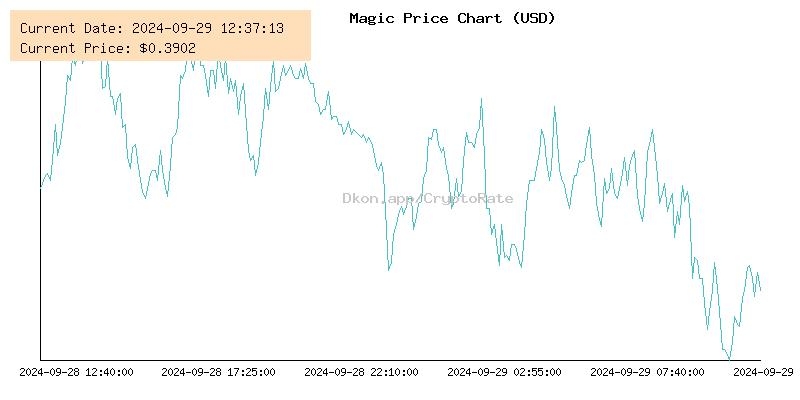 Magic Price Chart (USD)
Current Date: 2024-09-29 12:37:13
Current Price: $0.3902
Dkon.app/CryptoRate
2024-09-28 12:40:00 2024-09-28 17:25:00 2024-09-28 22:10:00 2024-09-29 02:55:00 2024-09-29 07:40:00 2024-09-29